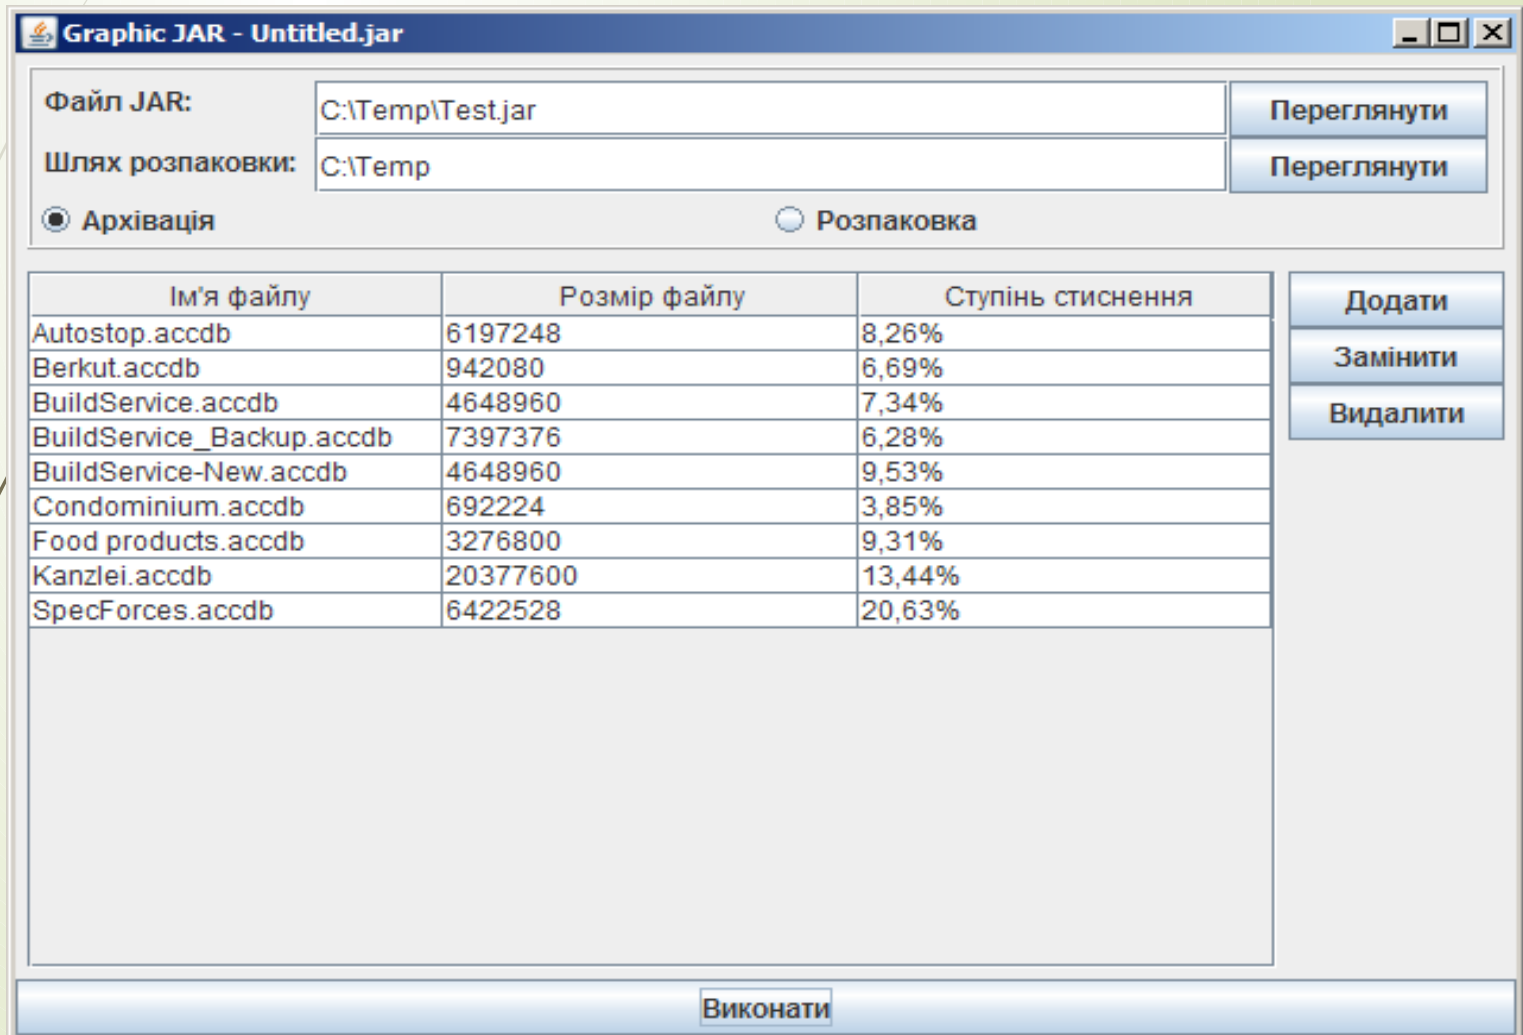 Graphic JAR - Untitled.jar
Файл JAR: C:\Temp\Test.jar Переглянути
Шлях розпаковки: C:\Temp Переглянути
Архівація Розпаковка
Ім'я файлу Розмір файлу Ступінь стиснення
Autostop.accdb 6197248 8,26%
Berkut.accdb 942080 6,69%
BuildService.accdb 4648960 7,34%
BuildService_Backup.accdb 7397376 6,28%
BuildService-New.accdb 4648960 9,53%
Condominium.accdb 692224 3,85%
Food products.accdb 3276800 9,31%
Kanzlei.accdb 20377600 13,44%
SpecForces.accdb 6422528 20,63%
Додати
Замінити
Видалити
Виконати